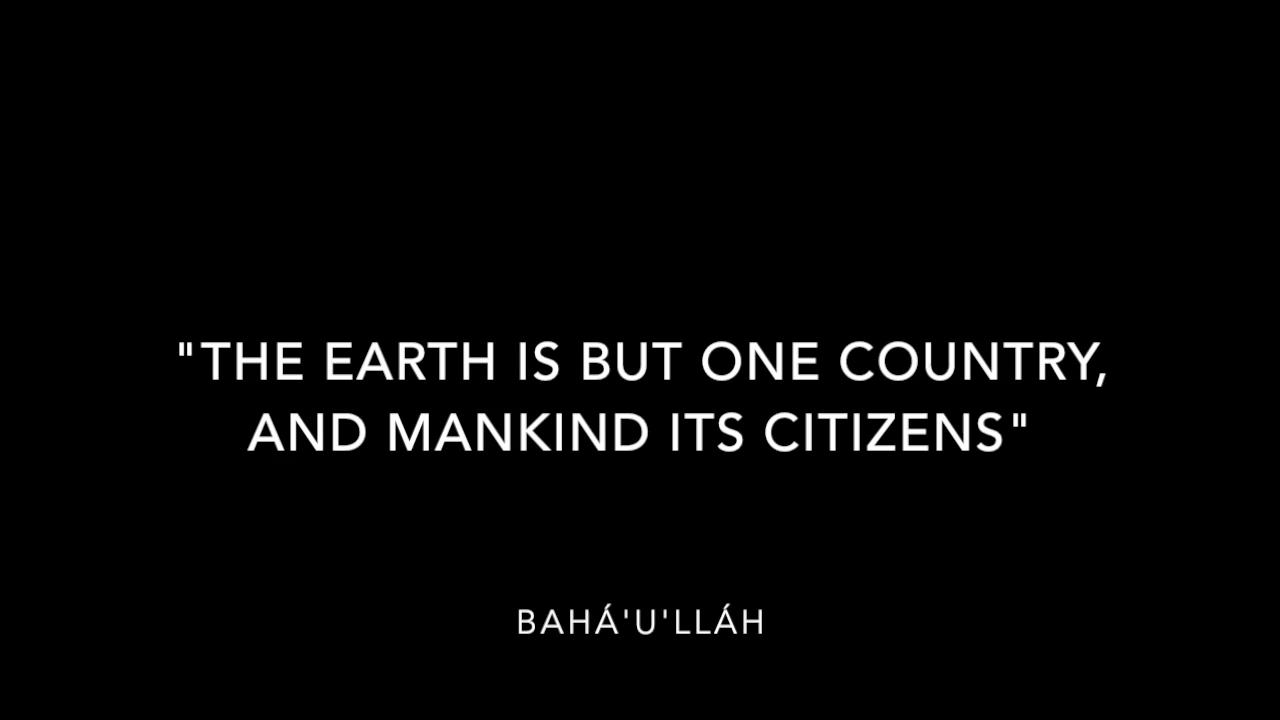 "THE EARTH IS BUT ONE COUNTRY,
AND MANKIND ITS CITIZENS"
BAHÁ'U'LLÁH